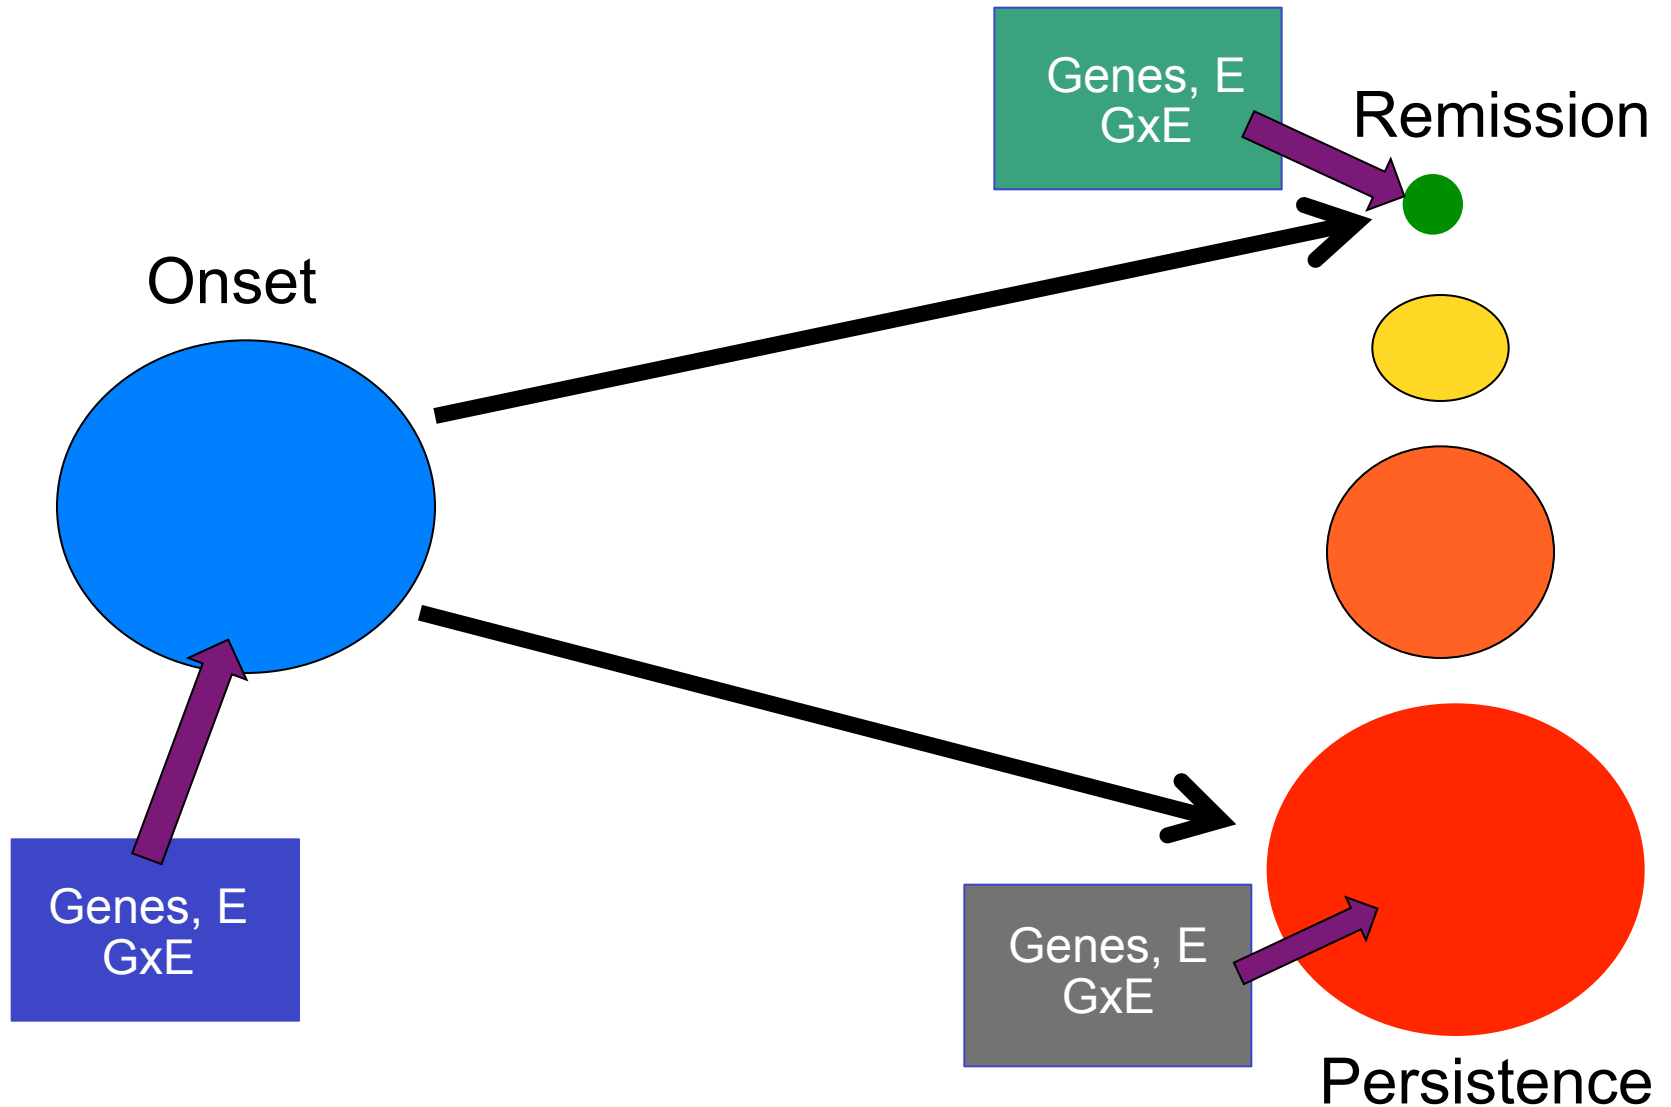 Genes, E
GxE
Remission
Onset
Genes, E
GxE
Genes, E
GxE
Persistence